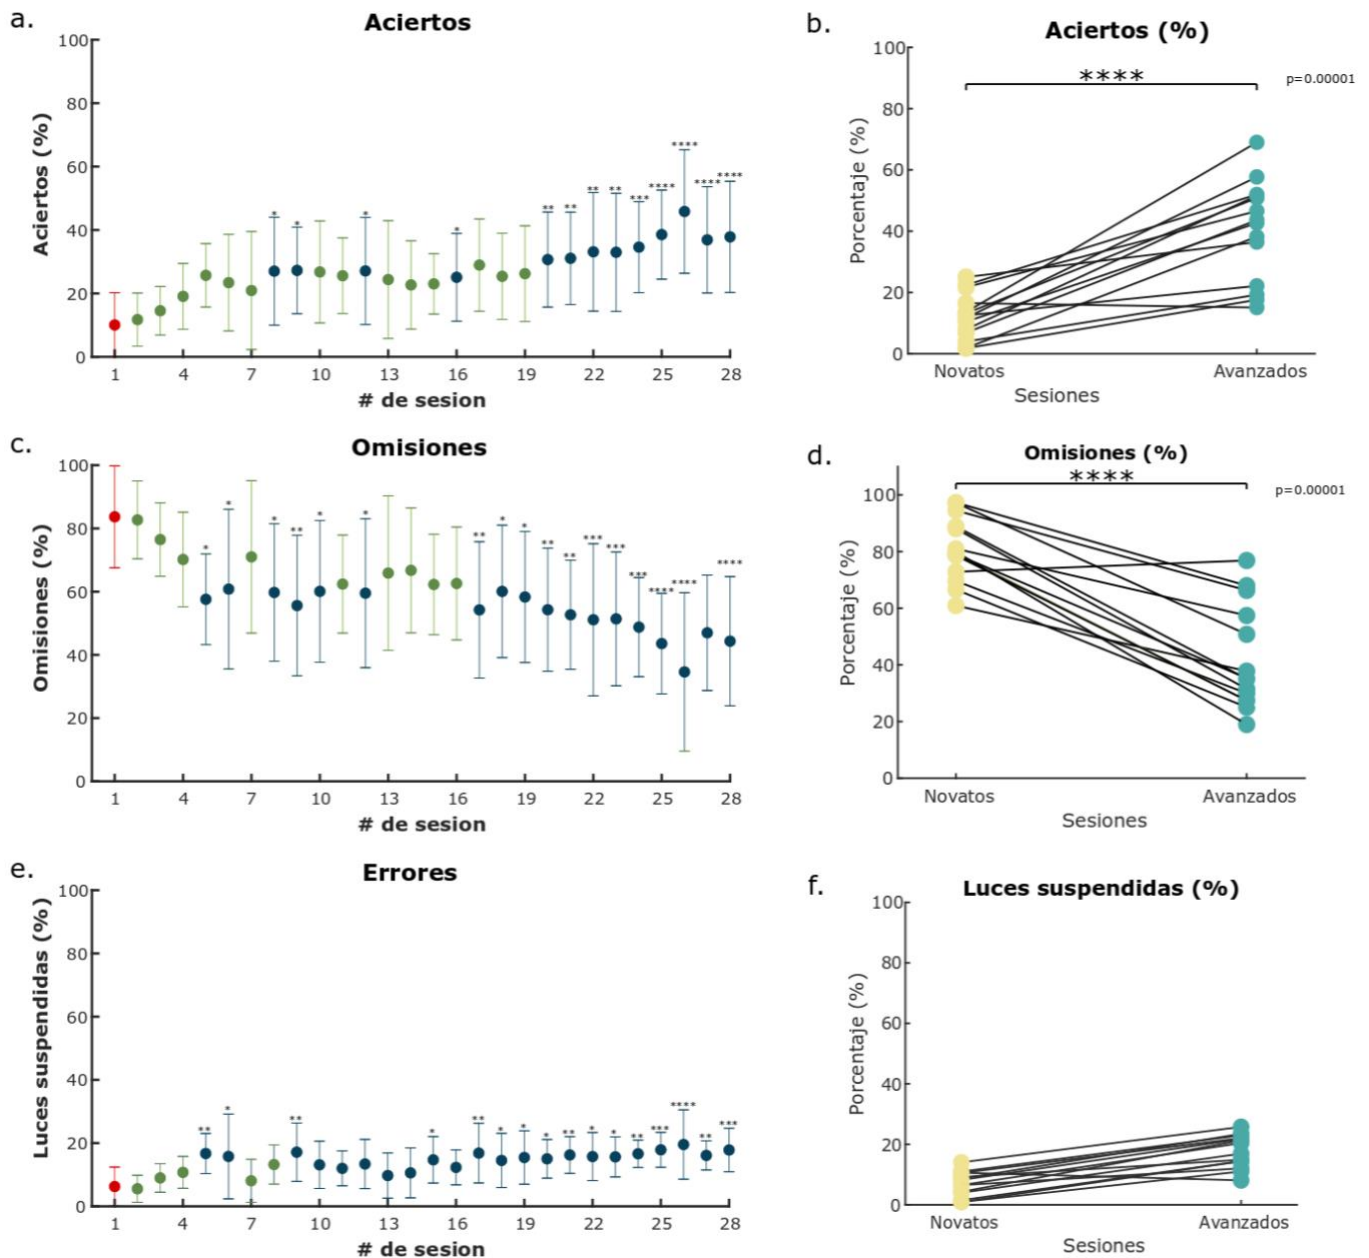 a.
Aciertos
Aciertos (%)
100
80
60
40
20
0
* * * * ** ** ** ** *** **** **** **** ****
1 4 7 10 13 16 19 22 25 28
# de sesion
b.
Aciertos (%)
**** p=0.00001
Porcentaje (%)
100
80
60
40
20
0
Novatos Avanzados
Sesiones
c.
Omisiones
Omisiones (%)
100
80
60
40
20
0
* * * ** * * ** * * ** ** *** *** *** **** **** ****
1 4 7 10 13 16 19 22 25 28
# de sesion
d.
Omisiones (%)
**** p=0.00001
Porcentaje (%)
100
80
60
40
20
0
Novatos Avanzados
Sesiones
e.
Errores
Luces suspendidas (%)
100
80
60
40
20
0
** * ** * ** * * * ** * * ** *** **** ** ***
1 4 7 10 13 16 19 22 25 28
# de sesion
f.
Luces suspendidas (%)
Porcentaje (%)
100
80
60
40
20
0
Novatos Avanzados
Sesiones